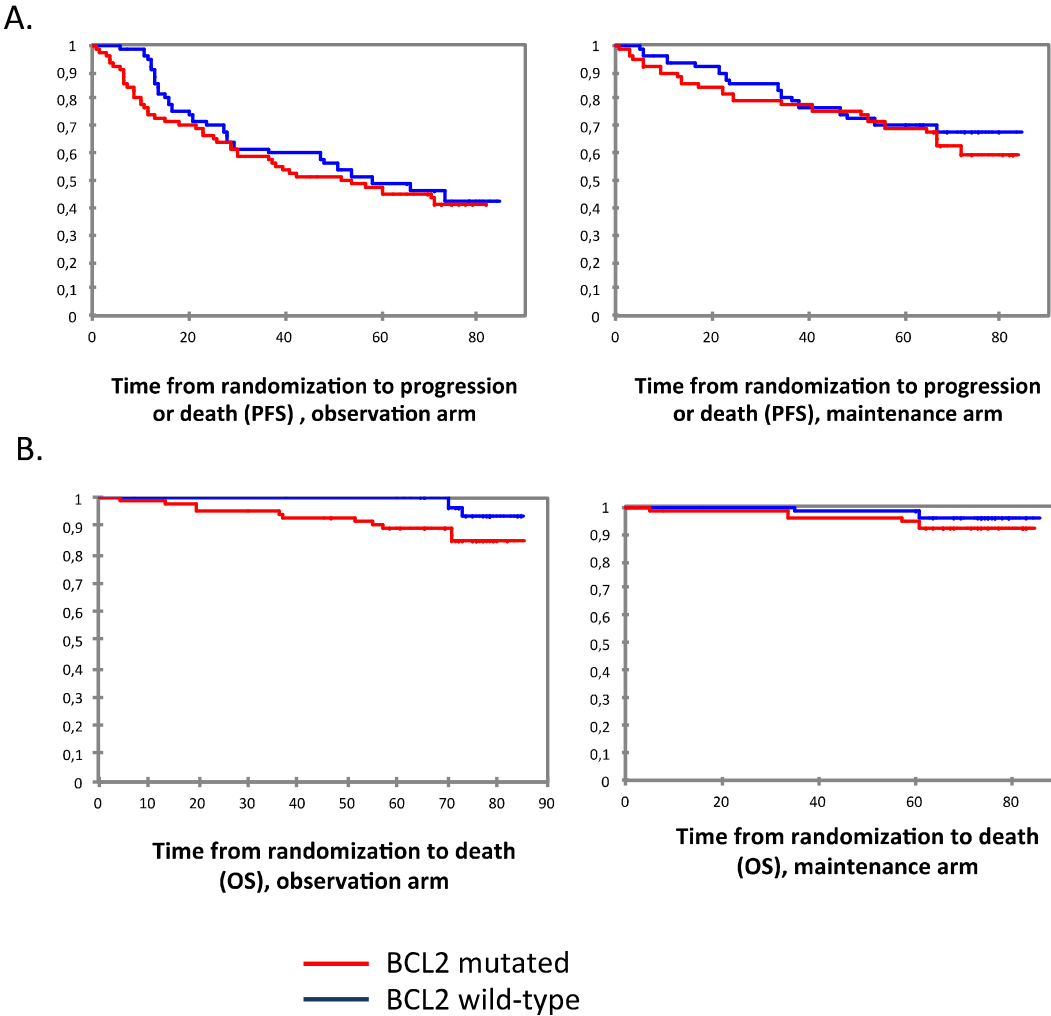 A.
1
0,9
0,8
0,7
0,6
0,5
0,4
0,3
0,2
0,1
0
0 20 40 60 80
Time from randomization to progression
or death (PFS) , observation arm
1
0,9
0,8
0,7
0,6
0,5
0,4
0,3
0,2
0,1
0
0 20 40 60 80
Time from randomization to progression
or death (PFS), maintenance arm
B.
1
0,9
0,8
0,7
0,6
0,5
0,4
0,3
0,2
0,1
0
0 10 20 30 40 50 60 70 80 90
Time from randomization to death
(OS), observation arm
1
0,9
0,8
0,7
0,6
0,5
0,4
0,3
0,2
0,1
0
0 20 40 60 80
Time from randomization to death
(OS), maintenance arm
BCL2 mutated
BCL2 wild-type